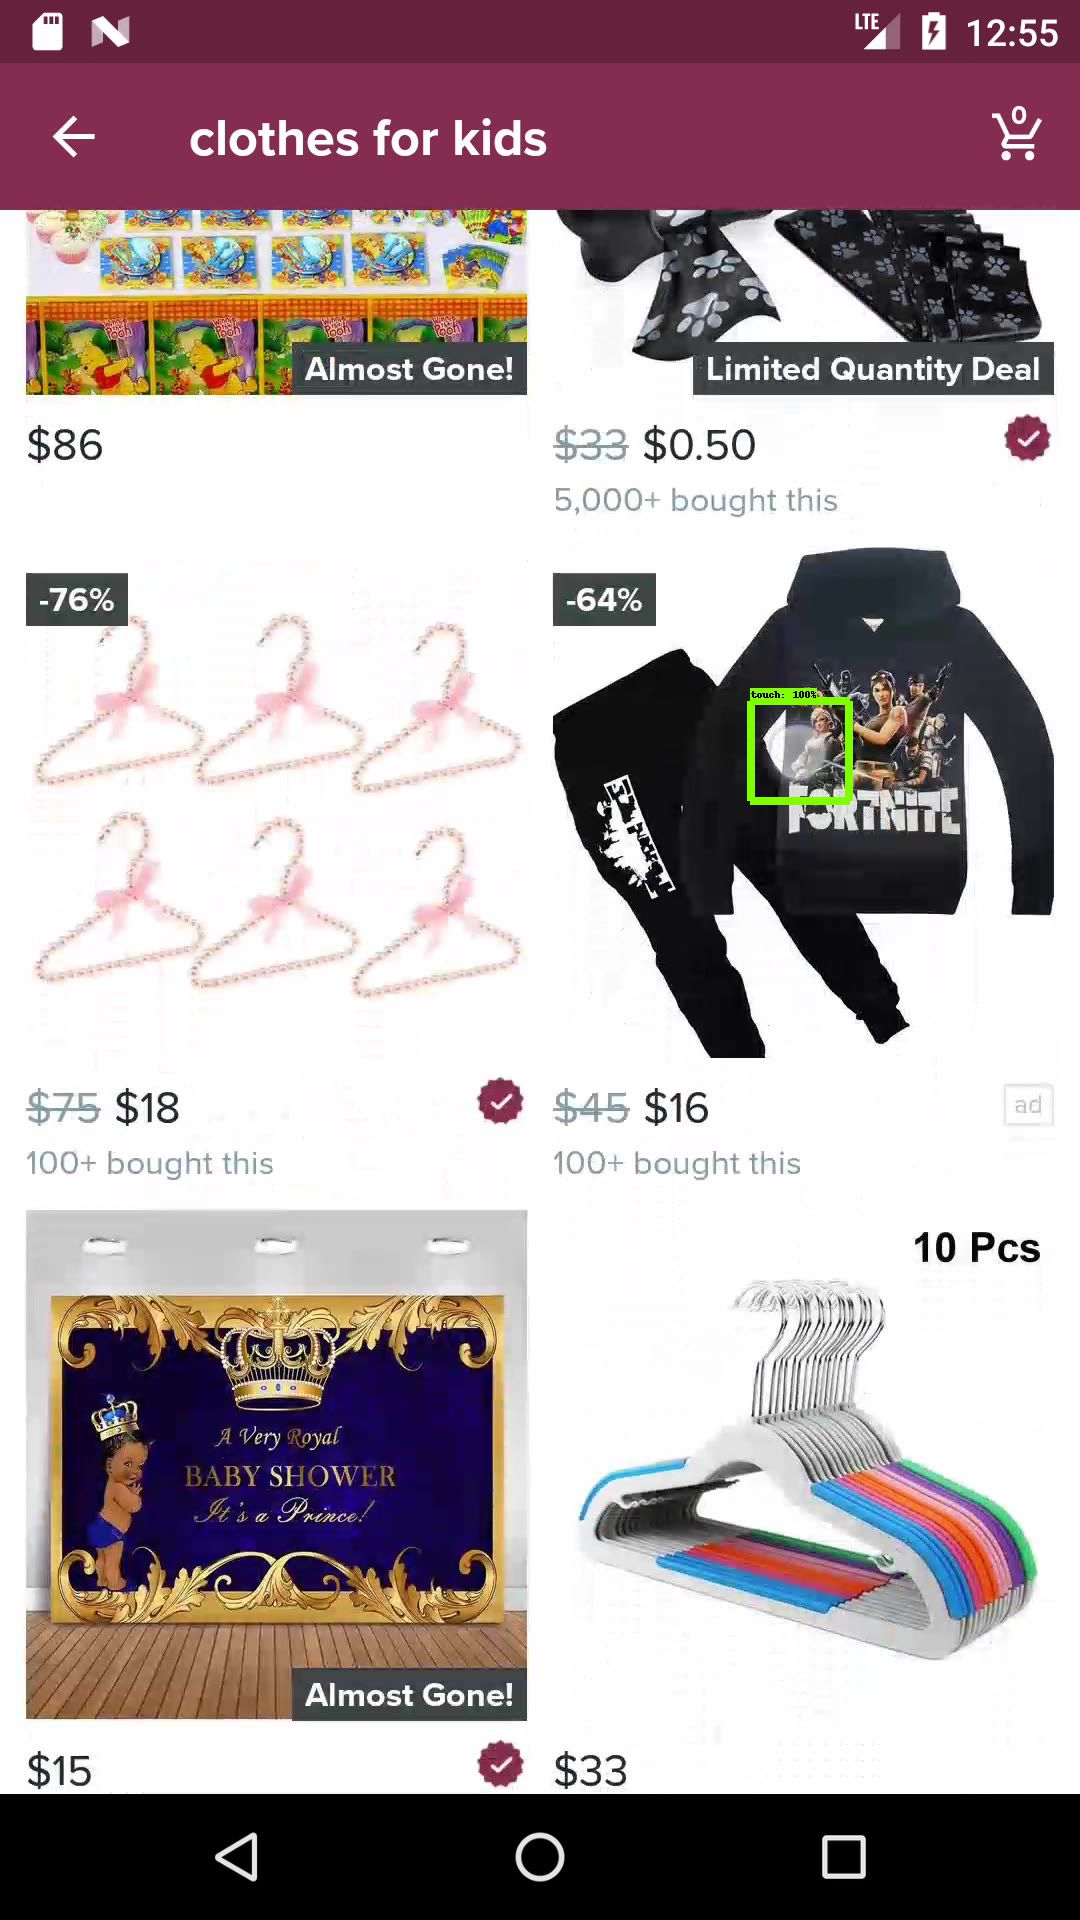 LTE 12:55
clothes for kids
0
Almost Gone!
Limited Quantity Deal
$86
$33 $0.50
5,000+ bought this
-76%
-64%
touch: 100%
FORTNITE
$75 $18
100+ bought this
$45 $16
ad
100+ bought this
10 Pcs
A Very Royal
BABY SHOWER
It's a Prince!
Almost Gone!
$15
$33